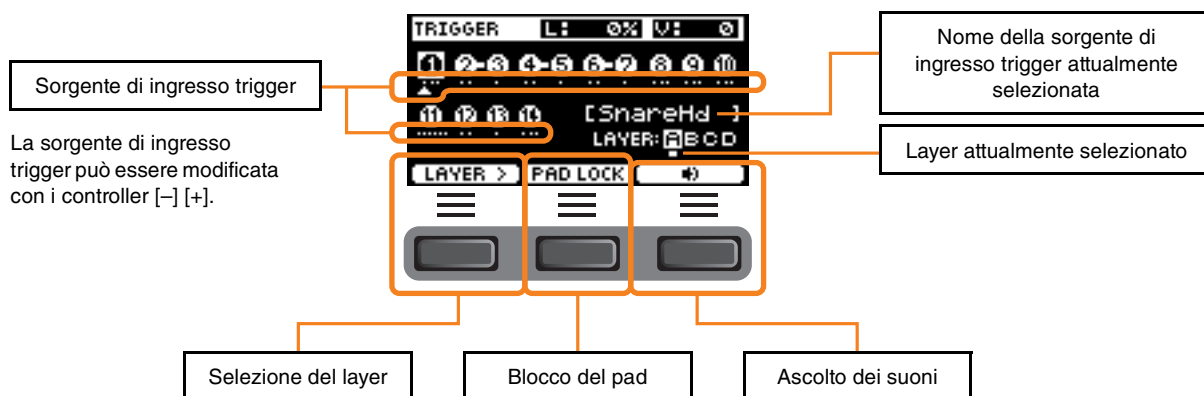 TRIGGER L: 0% V: 0
1 2-3 4-5 6-7 8 9 10
11 12 13 14 [SnareHd ]
LAYER: A B C D
LAYER > PAD LOCK
Sorgente di ingresso trigger
La sorgente di ingresso
trigger può essere modificata
con i controller [–] [+].
Nome della sorgente di
ingresso trigger attualmente
selezionata
Layer attualmente selezionato
Selezione del layer
Blocco del pad
Ascolto dei suoni